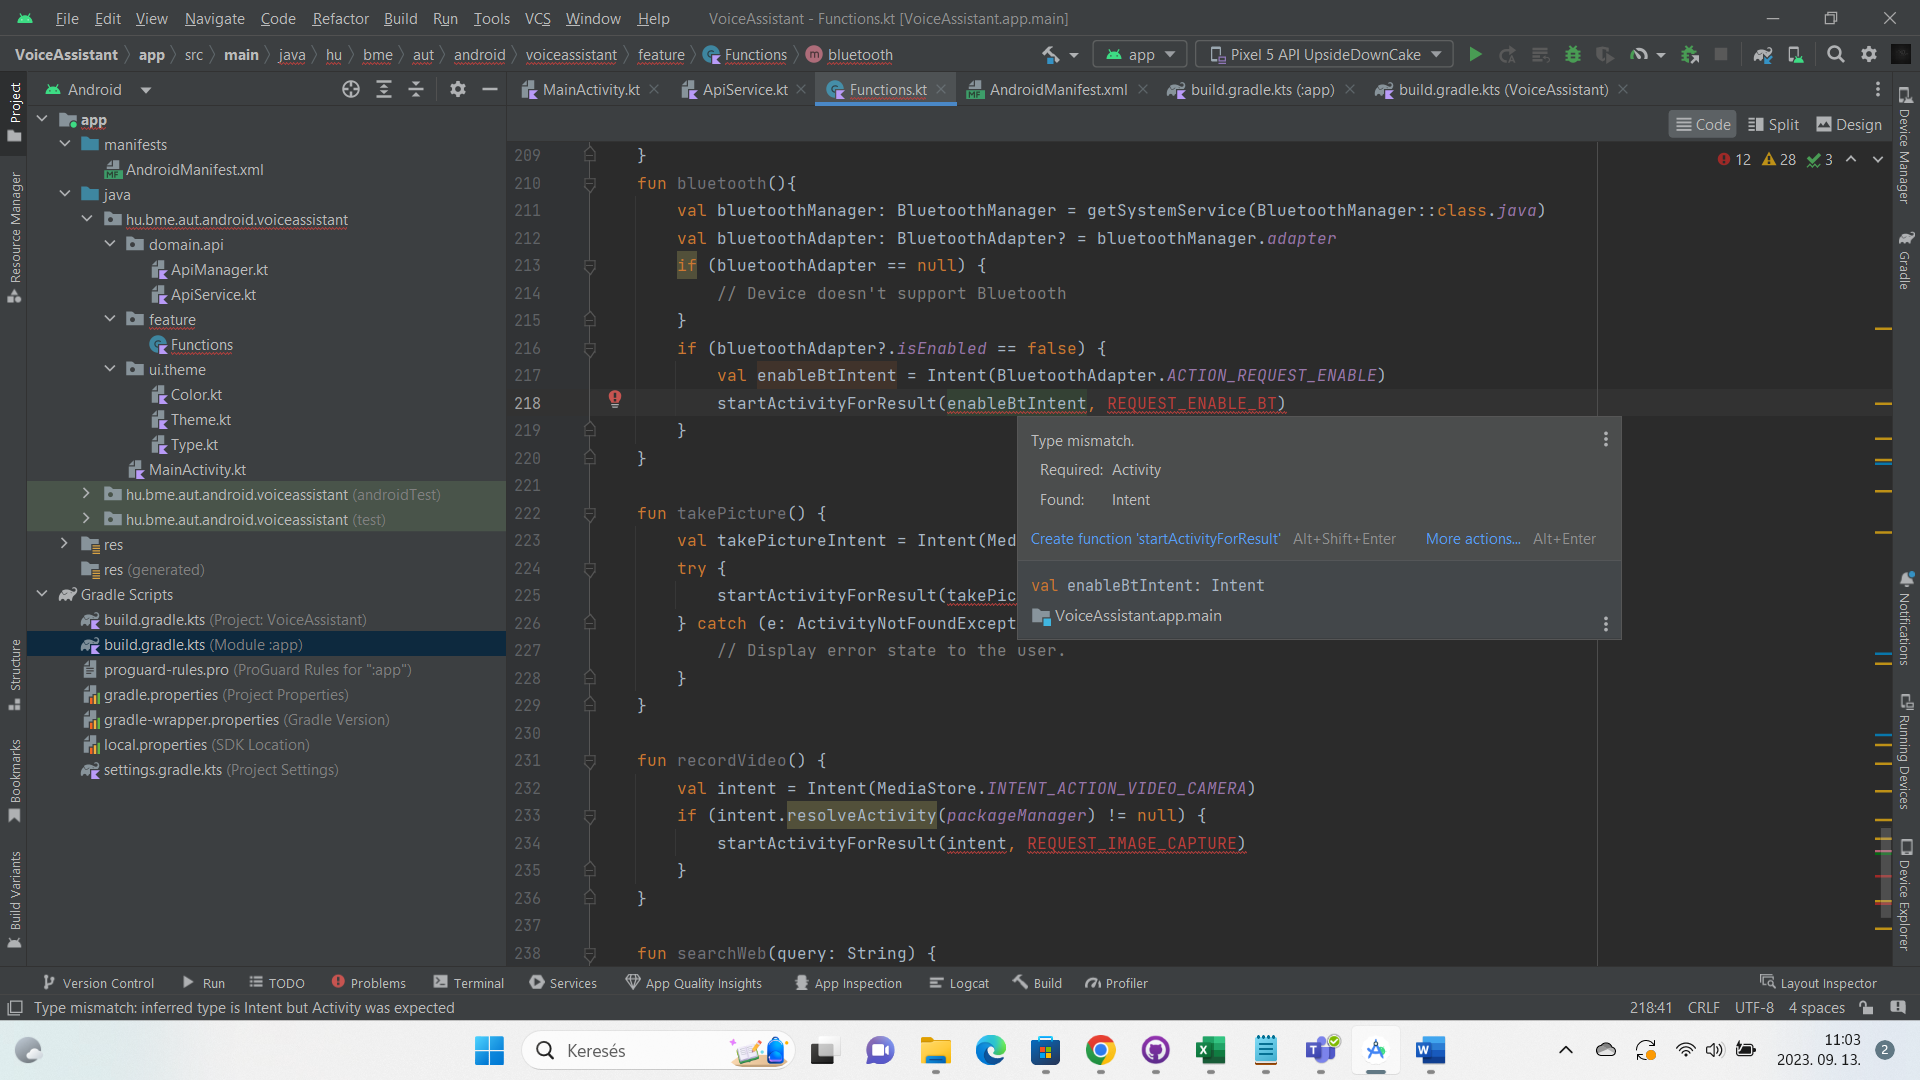 File Edit View Navigate Code Refactor Build Run Tools VCS Window Help VoiceAssistant - Functions.kt [VoiceAssistant.app.main]
VoiceAssistant app src main java hu bme aut android voiceassistant feature Functions bluetooth app Pixel 5 API UpsideDownCake
Android
MainActivity.kt ApiService.kt Functions.kt AndroidManifest.xml build.gradle.kts (:app) build.gradle.kts (VoiceAssistant)
Code Split Design
12 28 3
Project
Resource Manager
Structure
Bookmarks
Build Variants
app
manifests
AndroidManifest.xml
java
hu.bme.aut.android.voiceassistant
domain.api
ApiManager.kt
ApiService.kt
feature
Functions
ui.theme
Color.kt
Theme.kt
Type.kt
MainActivity.kt
hu.bme.aut.android.voiceassistant (androidTest)
hu.bme.aut.android.voiceassistant (test)
res
res (generated)
Gradle Scripts
build.gradle.kts (Project: VoiceAssistant)
build.gradle.kts (Module :app)
proguard-rules.pro (ProGuard Rules for ":app")
gradle.properties (Project Properties)
gradle-wrapper.properties (Gradle Version)
local.properties (SDK Location)
settings.gradle.kts (Project Settings)
209 }
210 fun bluetooth(){
211 val bluetoothManager: BluetoothManager = getSystemService(BluetoothManager::class.java)
212 val bluetoothAdapter: BluetoothAdapter? = bluetoothManager.adapter
213 if (bluetoothAdapter == null) {
214 // Device doesn't support Bluetooth
215 }
216 if (bluetoothAdapter?.isEnabled == false) {
217 val enableBtIntent = Intent(BluetoothAdapter.ACTION_REQUEST_ENABLE)
218 startActivityForResult(enableBtIntent, REQUEST_ENABLE_BT)
219 }
220 }
221
222 fun takePicture() {
223 val takePictureIntent = Intent(Med
224 try {
225 startActivityForResult(takePic
226 } catch (e: ActivityNotFoundExcept
227 // Display error state to the user.
228 }
229 }
230
231 fun recordVideo() {
232 val intent = Intent(MediaStore.INTENT_ACTION_VIDEO_CAMERA)
233 if (intent.resolveActivity(packageManager) != null) {
234 startActivityForResult(intent, REQUEST_IMAGE_CAPTURE)
235 }
236 }
237
238 fun searchWeb(query: String) {
Type mismatch.
Required: Activity
Found: Intent
Create function 'startActivityForResult' Alt+Shift+Enter More actions... Alt+Enter
val enableBtIntent: Intent
VoiceAssistant.app.main
Device Manager
Gradle
Notifications
Running Devices
Device Explorer
Version Control Run TODO Problems Terminal Services App Quality Insights App Inspection Logcat Build Profiler Layout Inspector
Type mismatch: inferred type is Intent but Activity was expected 218:41 CRLF UTF-8 4 spaces
Keresés
11:03
2023. 09. 13.
2